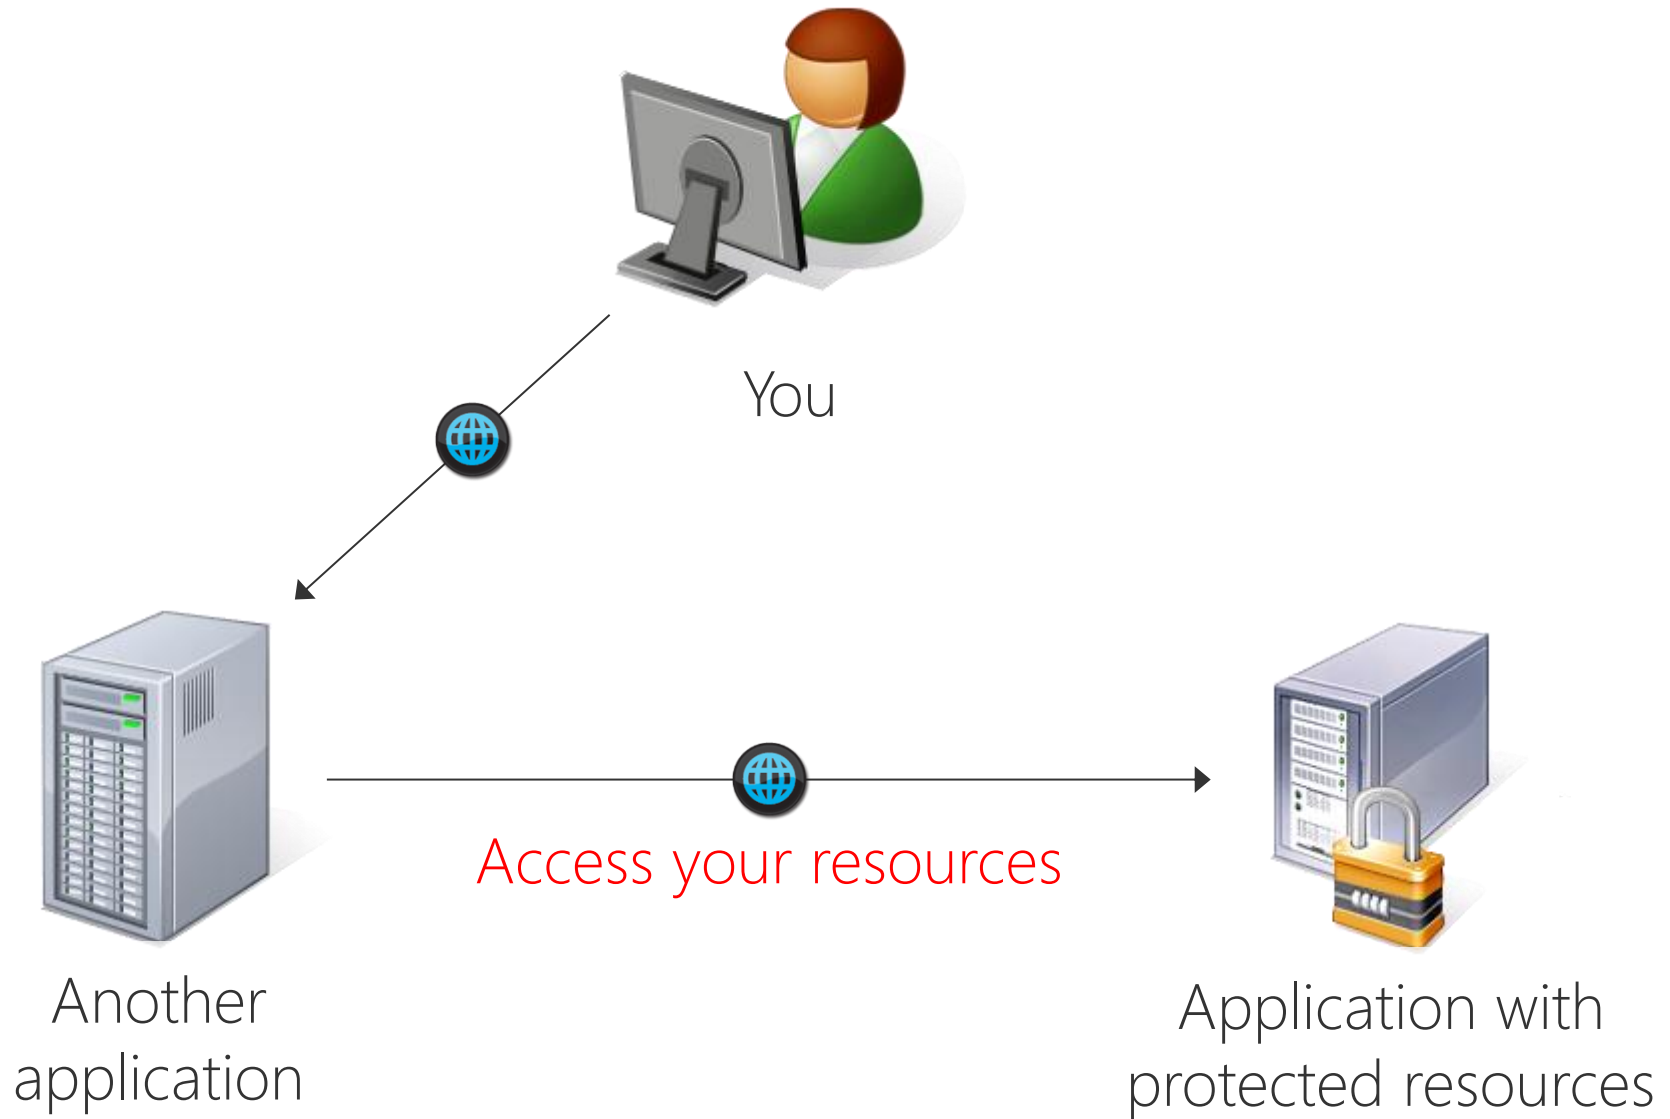 You
Access your resources
Another
application
Application with
protected resources